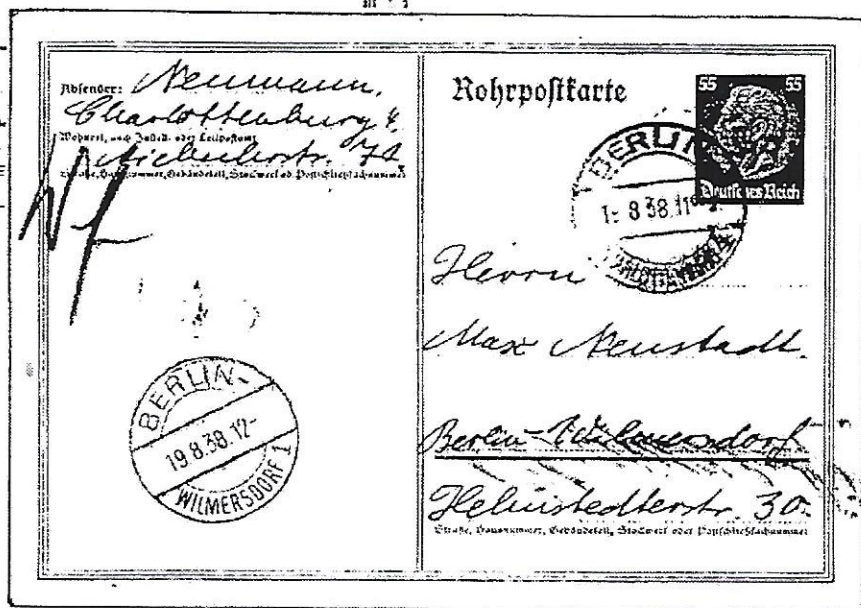 Absender: Neumann,
Charlottenburg 4.
Wohnort, auch Zustell- oder Leitpostamt
Niebuhrstr. 71.
Straße, Hausnummer, Gebäudeteil, Stockwerk od. Postschließfachnummer
BERLIN-
19.8.38.12-
WILMERSDORF 1
Rohrpostkarte
55 55
Deutsches Reich
BERLIN
8.38.11
Herrn
Max Neustadt.
Berlin-Wilmersdorf
Helmstedterstr. 30.
Straße, Hausnummer, Gebäudeteil, Stockwerk oder Postschließfachnummer